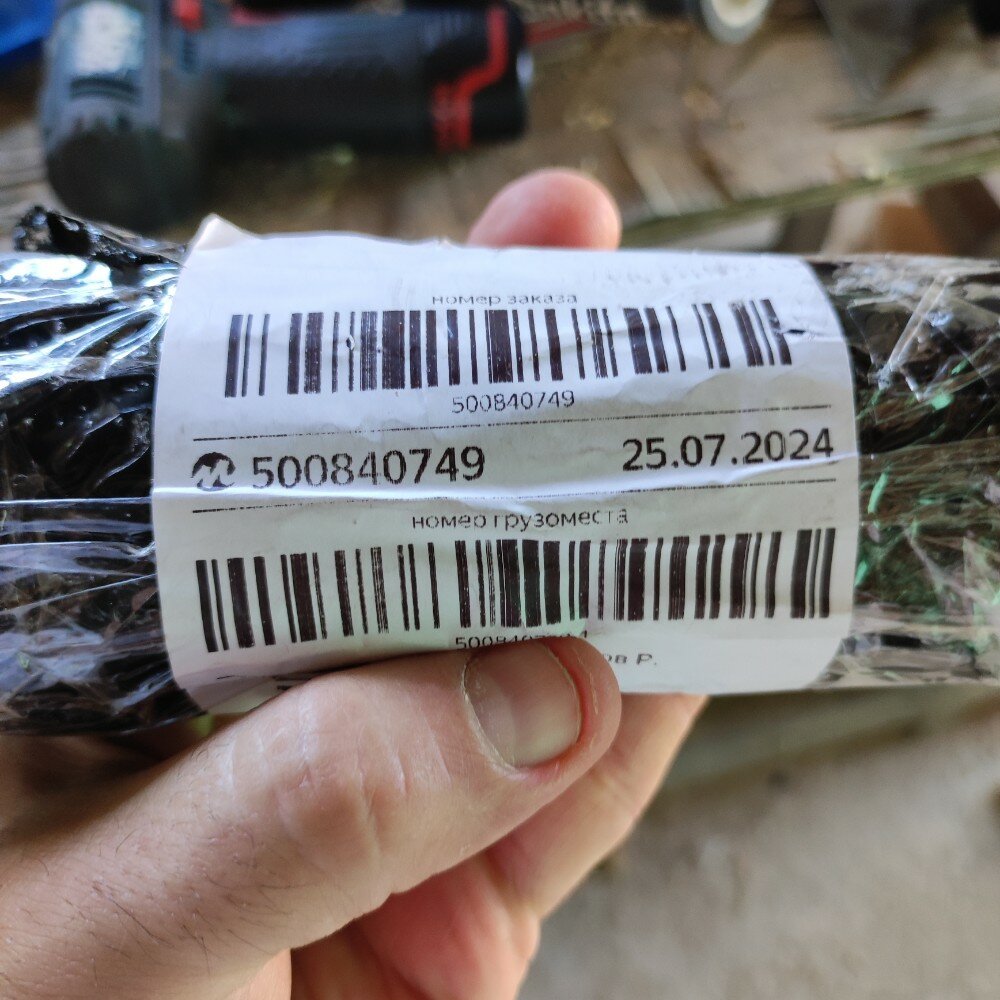 номер заказа
500840749
500840749 25.07.2024
номер грузоместа